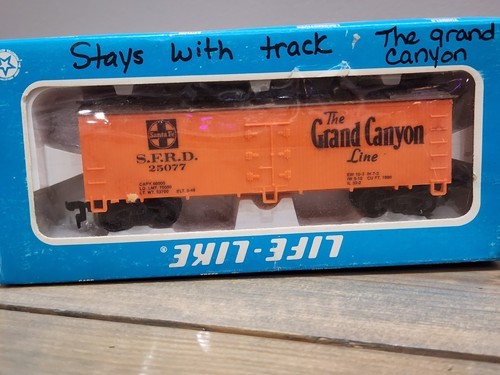 Stays with track The grand
canyon
Santa Fe
S.F.R.D.
25077
The
Grand Canyon
Line
LIFE-LIKE®